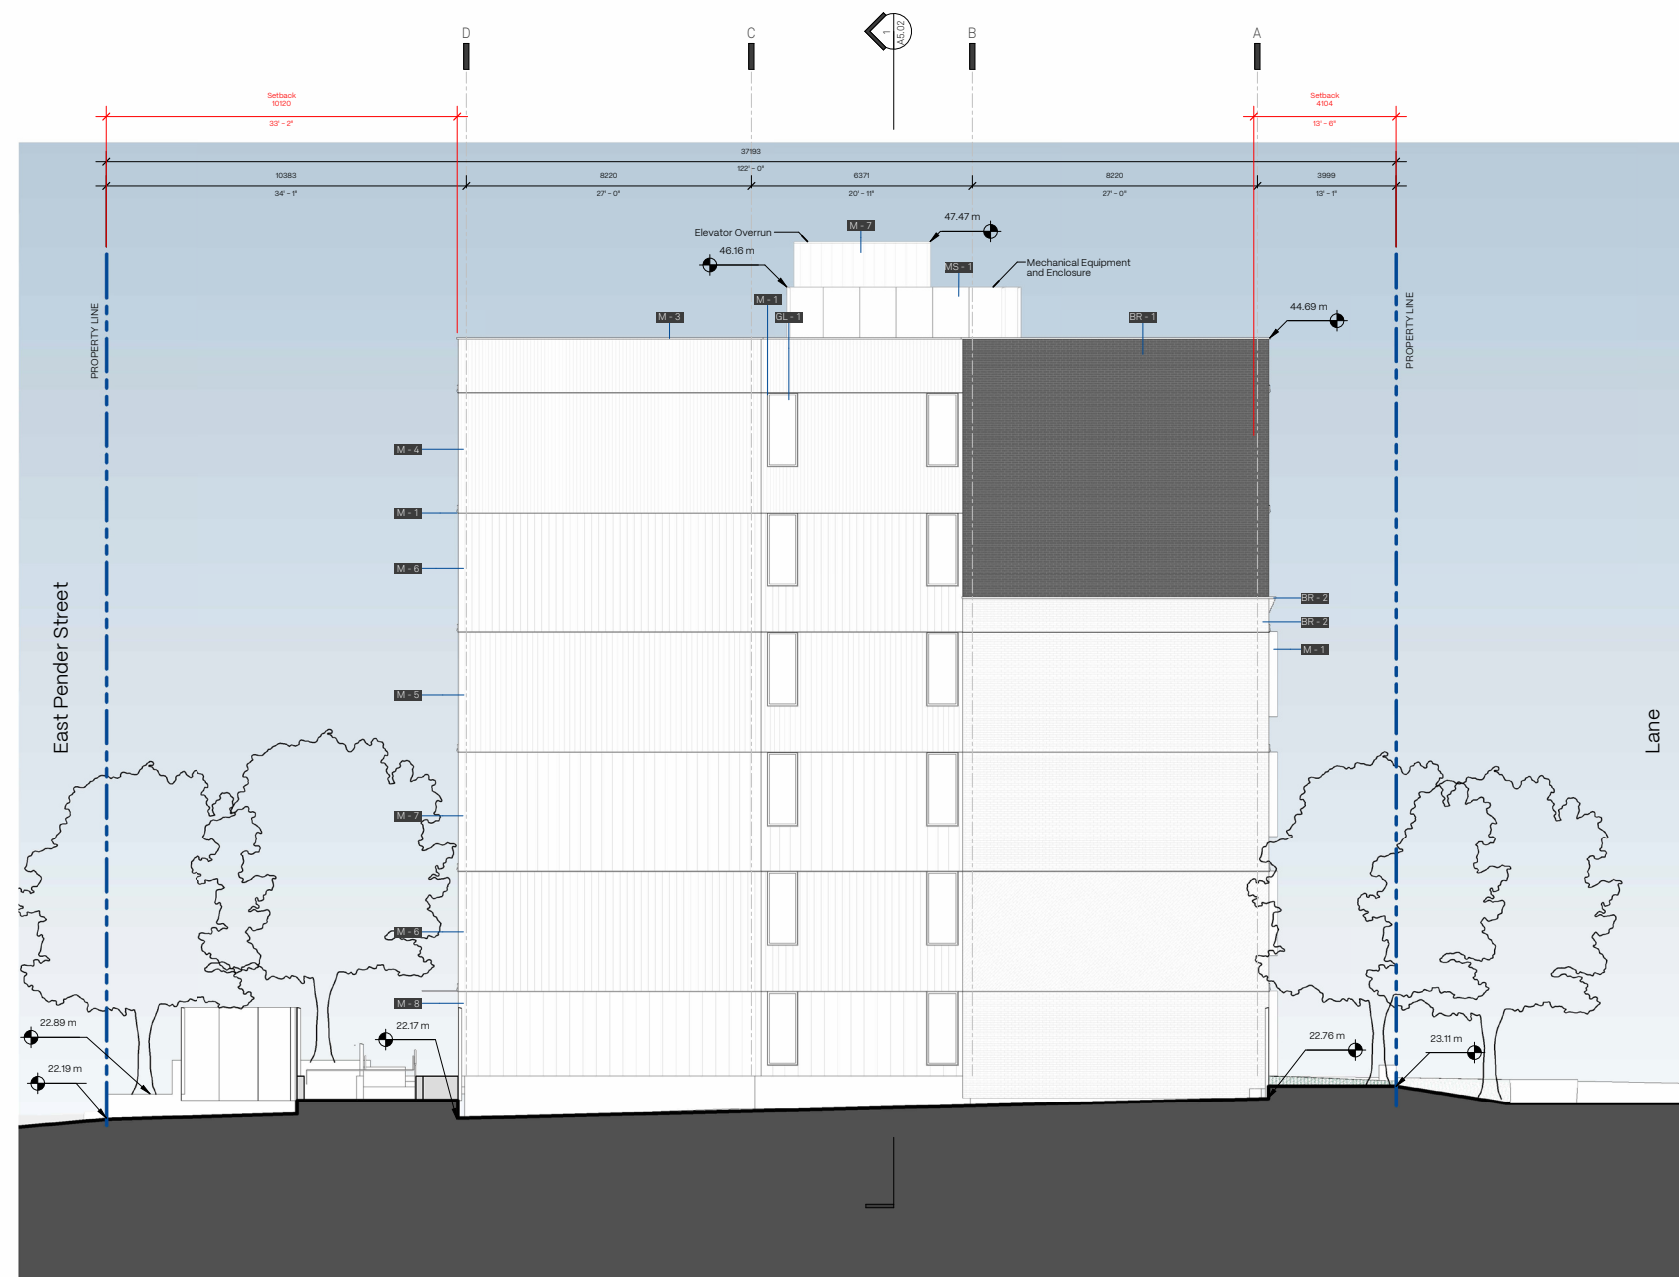 D
C
B
A
1
A5.02
Setback
10120
33' - 2"
Setback
4104
13' - 6"
37193
122' - 0"
10383
34' - 1"
8220
27' - 0"
6371
20' - 11"
8220
27' - 0"
3999
13' - 1"
M - 7
47.47 m
Elevator Overrun
46.16 m
MS - 1
Mechanical Equipment
and Enclosure
M - 1
M - 3
GL - 1
BR - 1
44.69 m
PROPERTY LINE
PROPERTY LINE
M - 4
M - 1
M - 6
BR - 2
BR - 2
M - 1
East Pender Street
M - 5
Lane
M - 7
M - 6
M - 8
22.89 m
22.17 m
22.76 m
23.11 m
22.19 m